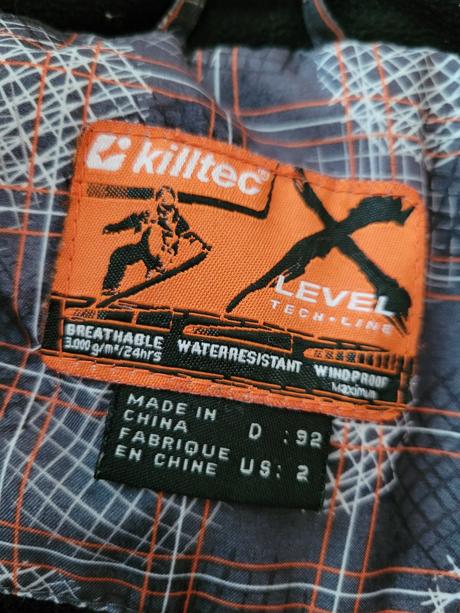 killtec®
X
LEVEL
TECH•LINE
BREATHABLE
3.000 g/m²/24hrs
WATERRESISTANT
WINDPROOF
Maximum
MADE IN
CHINA
FABRIQUE
EN CHINE
D :92
US: 2